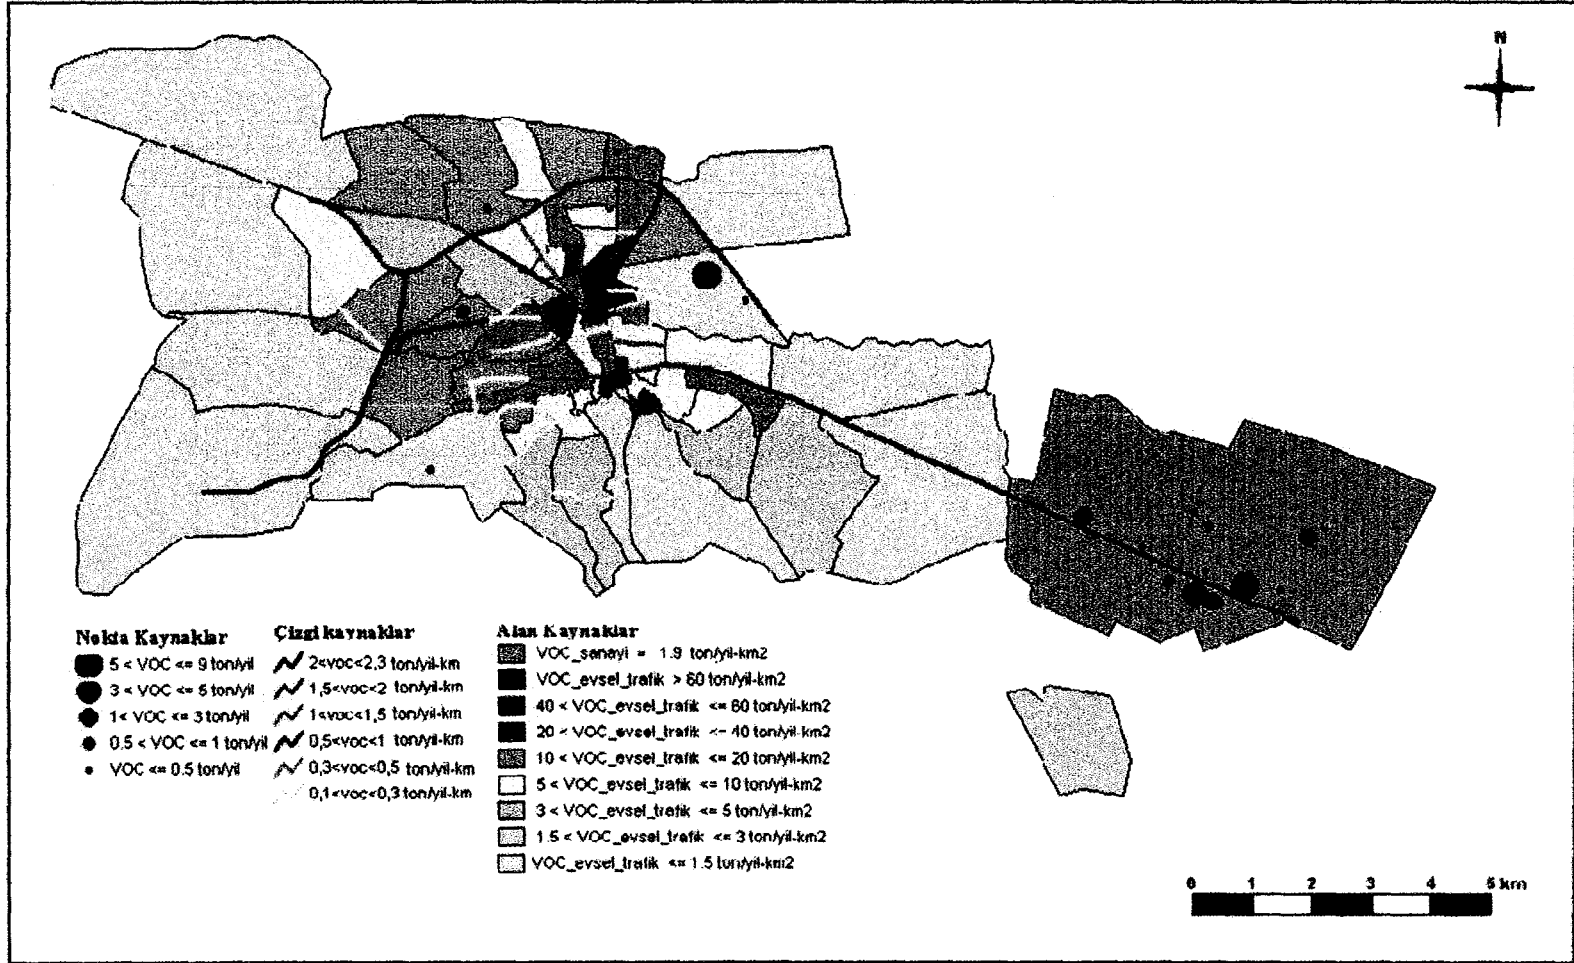 N
Nokta Kaynaklar
5 < VOC <= 9 ton/yil
3 < VOC <= 5 ton/yil
1 < VOC <= 3 ton/yil
0.5 < VOC <= 1 ton/yil
VOC <= 0.5 ton/yil
Çizgi kaynaklar
2<voc<2,3 ton/yil-km
1,5<voc<2 ton/yil-km
1<voc<1,5 ton/yil-km
0,5<voc<1 ton/yil-km
0,3<voc<0,5 ton/yil-km
0,1<voc<0,3 ton/yil-km
Alan Kaynaklar
VOC_sanayi = 1.9 ton/yil-km2
VOC_evsel_trafik > 60 ton/yil-km2
40 < VOC_evsel_trafik <= 60 ton/yil-km2
20 < VOC_evsel_trafik <= 40 ton/yil-km2
10 < VOC_evsel_trafik <= 20 ton/yil-km2
5 < VOC_evsel_trafik <= 10 ton/yil-km2
3 < VOC_evsel_trafik <= 5 ton/yil-km2
1.5 < VOC_evsel_trafik <= 3 ton/yil-km2
VOC_evsel_trafik <= 1.5 ton/yil-km2
0 1 2 3 4 5 km